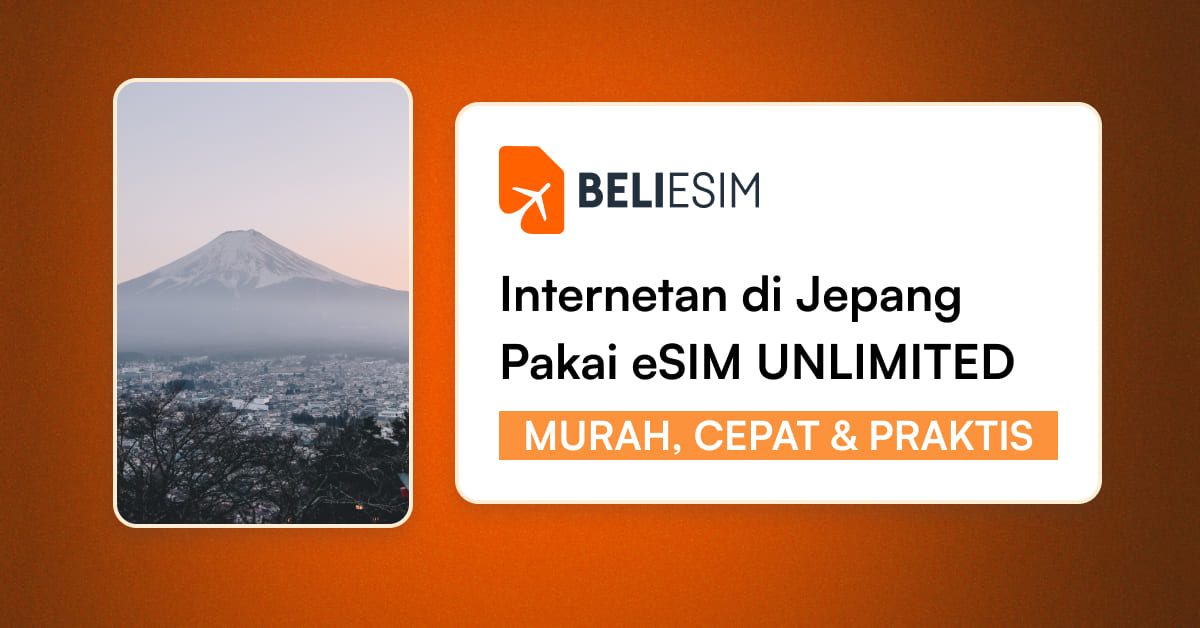 BELIESIM
Internetan di Jepang
Pakai eSIM UNLIMITED
MURAH, CEPAT & PRAKTIS